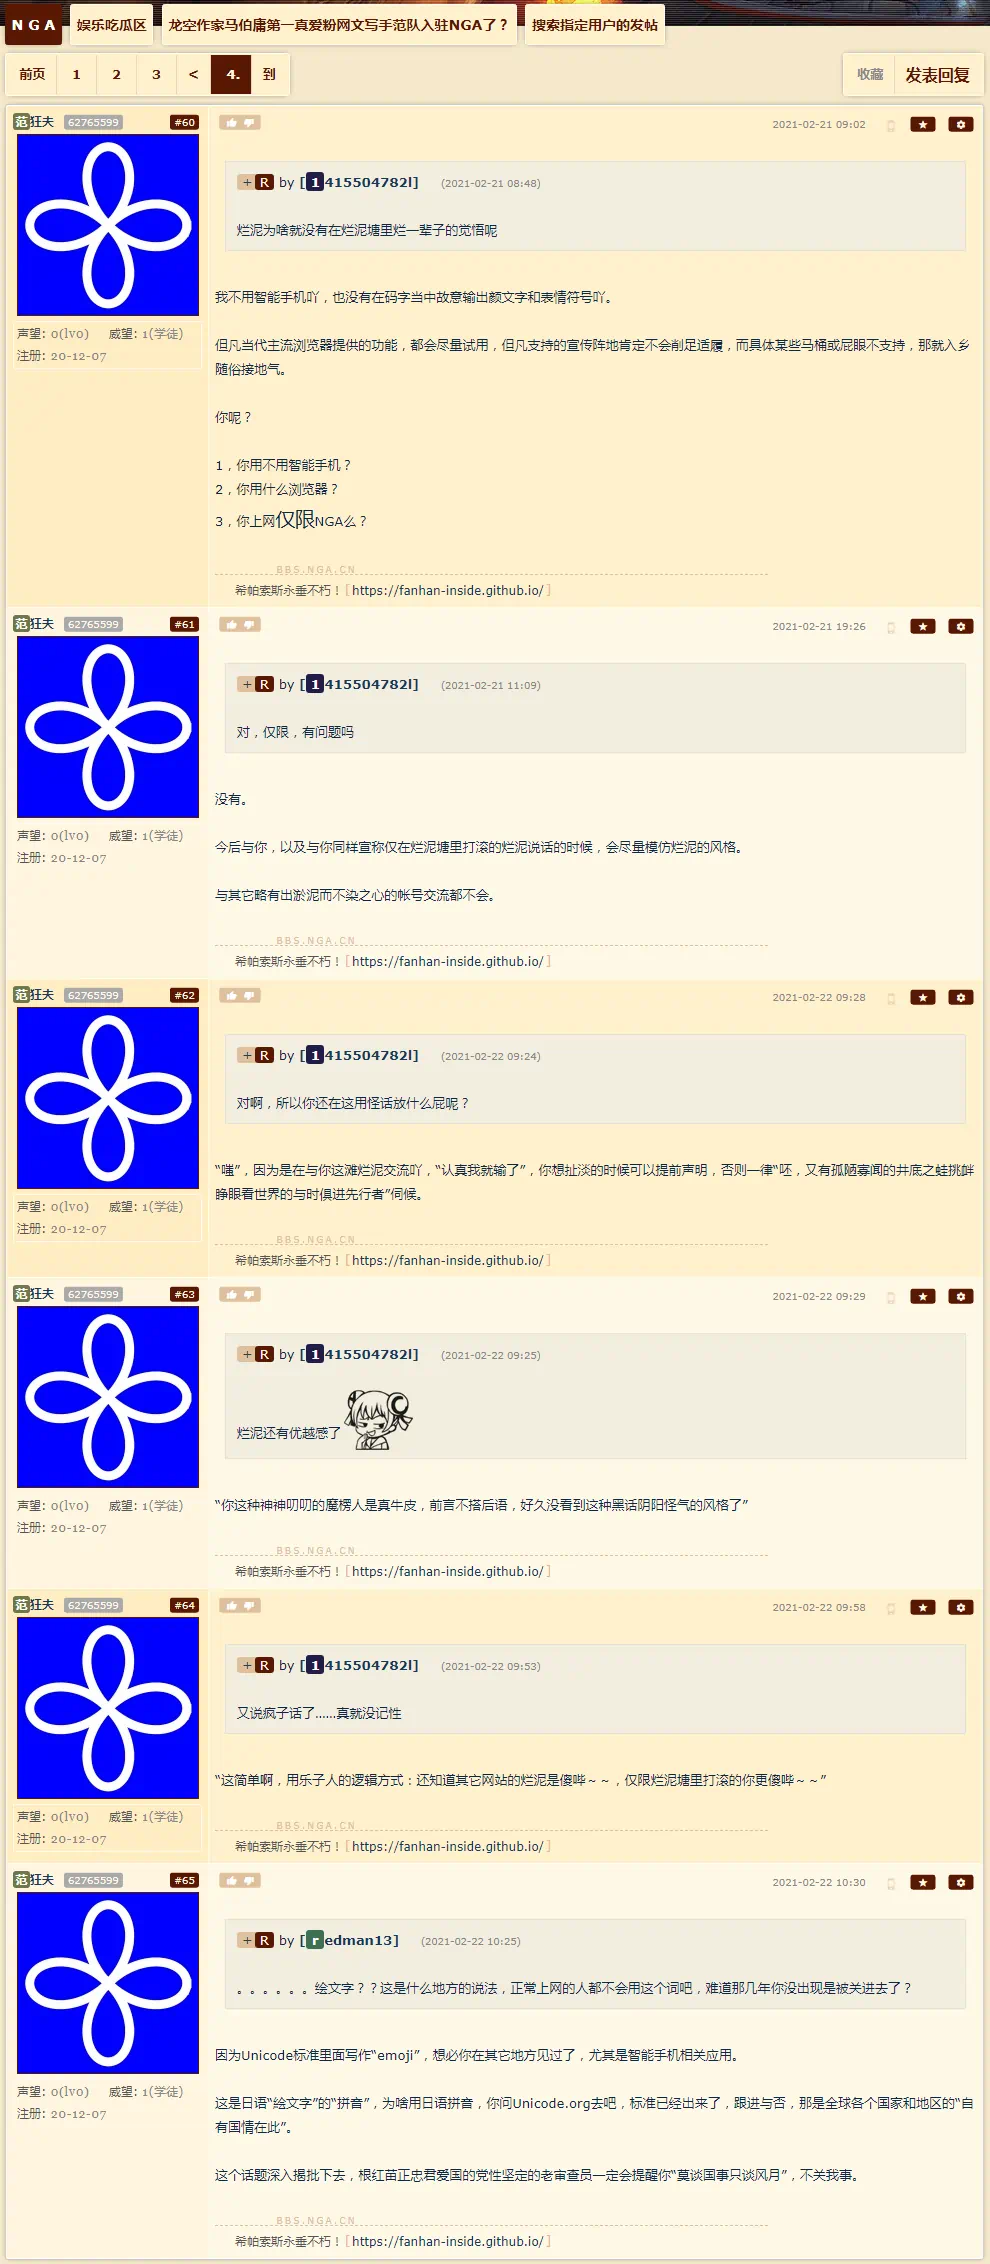 NGA 娱乐吃瓜区 龙空作家马伯庸第一真爱粉网文写手范队入驻NGA了？ 搜索指定用户的发帖
前页 1 2 3 < 4. 到 收藏 发表回复
范狂夫 62765599 #60 2021-02-21 09:02
+ R by [1415504782l] (2021-02-21 08:48)
烂泥为啥就没有在烂泥塘里烂一辈子的觉悟呢
声望: 0(lv0) 威望: 1(学徒)
注册: 20-12-07
我不用智能手机吖，也没有在码字当中故意输出颜文字和表情符号吖。
但凡当代主流浏览器提供的功能，都会尽量试用，但凡支持的宣传阵地肯定不会削足适履，而具体某些马桶或屁眼不支持，那就入乡
随俗接地气。
你呢？
1，你用不用智能手机？
2，你用什么浏览器？
3，你上网仅限NGA么？
BBS.NGA.CN
希帕索斯永垂不朽！[https://fanhan-inside.github.io/]
范狂夫 62765599 #61 2021-02-21 19:26
+ R by [1415504782l] (2021-02-21 11:09)
对，仅限，有问题吗
声望: 0(lv0) 威望: 1(学徒)
注册: 20-12-07
没有。
今后与你，以及与你同样宣称仅在烂泥塘里打滚的烂泥说话的时候，会尽量模仿烂泥的风格。
与其它略有出淤泥而不染之心的帐号交流都不会。
BBS.NGA.CN
希帕索斯永垂不朽！[https://fanhan-inside.github.io/]
范狂夫 62765599 #62 2021-02-22 09:28
+ R by [1415504782l] (2021-02-22 09:24)
对啊，所以你还在这用怪话放什么屁呢？
声望: 0(lv0) 威望: 1(学徒)
注册: 20-12-07
“嗤”，因为是在与你这滩烂泥交流吖，“认真我就输了”，你想扯淡的时候可以提前声明，否则一律“呸，又有孤陋寡闻的井底之蛙挑衅
睁眼看世界的与时俱进先行者”伺候。
BBS.NGA.CN
希帕索斯永垂不朽！[https://fanhan-inside.github.io/]
范狂夫 62765599 #63 2021-02-22 09:29
+ R by [1415504782l] (2021-02-22 09:25)
烂泥还有优越感了
声望: 0(lv0) 威望: 1(学徒)
注册: 20-12-07
“你这种神神叨叨的魔楞人是真牛皮，前言不搭后语，好久没看到这种黑话阴阳怪气的风格了”
BBS.NGA.CN
希帕索斯永垂不朽！[https://fanhan-inside.github.io/]
范狂夫 62765599 #64 2021-02-22 09:58
+ R by [1415504782l] (2021-02-22 09:53)
又说疯子话了......真就没记性
声望: 0(lv0) 威望: 1(学徒)
注册: 20-12-07
“这简单啊，用乐子人的逻辑方式：还知道其它网站的烂泥是傻哔～～，仅限烂泥塘里打滚的你更傻哔～～”
BBS.NGA.CN
希帕索斯永垂不朽！[https://fanhan-inside.github.io/]
范狂夫 62765599 #65 2021-02-22 10:30
+ R by [redman13] (2021-02-22 10:25)
。。。。。。绘文字？？这是什么地方的说法，正常上网的人都不会用这个词吧，难道那几年你没出现是被关进去了？
声望: 0(lv0) 威望: 1(学徒)
注册: 20-12-07
因为Unicode标准里面写作“emoji”，想必你在其它地方见过了，尤其是智能手机相关应用。
这是日语“绘文字”的“拼音”，为啥用日语拼音，你问Unicode.org去吧，标准已经出来了，跟进与否，那是全球各个国家和地区的“自
有国情在此”。
这个话题深入揭批下去，根红苗正忠君爱国的党性坚定的老审查员一定会提醒你“莫谈国事只谈风月”，不关我事。
BBS.NGA.CN
希帕索斯永垂不朽！[https://fanhan-inside.github.io/]